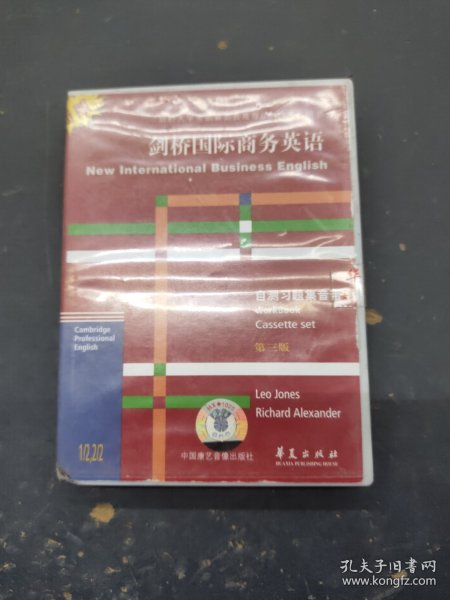 剑桥国际商务英语
New International Business English
自测习题集音带
Workbook
Cassette set
第三版
Cambridge
Professional
English
Leo Jones
Richard Alexander
1/2,2/2
中国康艺音像出版社
华夏出版社
HUAXIA PUBLISHING HOUSE
孔夫子旧书网
www.kongfz.com